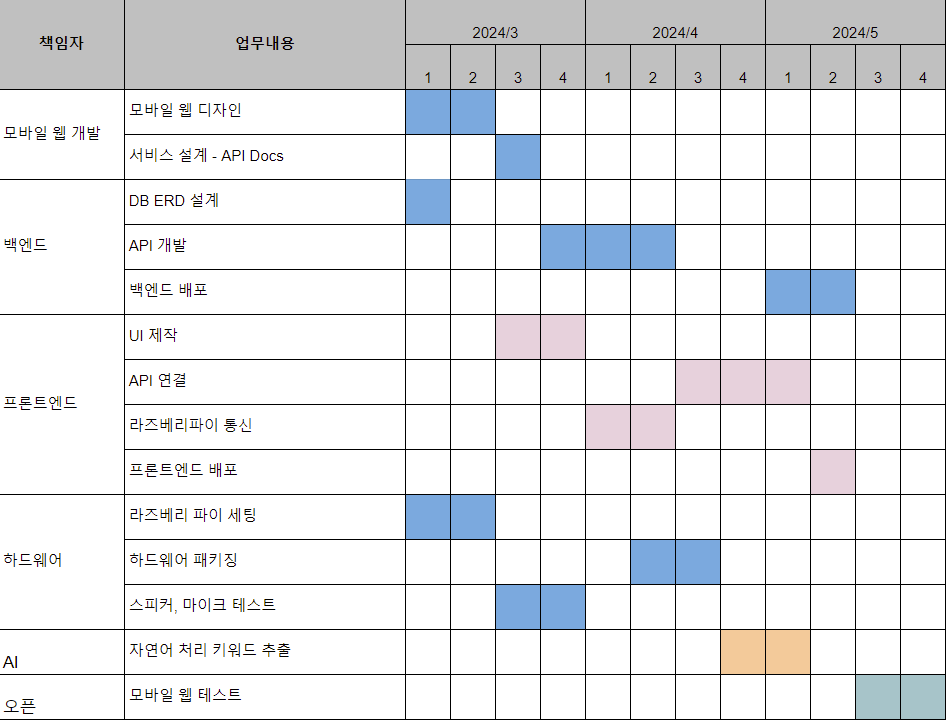 책임자 업무내용 2024/3 2024/4 2024/5
1 2 3 4 1 2 3 4 1 2 3 4
모바일 웹 개발 모바일 웹 디자인
서비스 설계 - API Docs
백엔드 DB ERD 설계
API 개발
백엔드 배포
프론트엔드 UI 제작
API 연결
라즈베리파이 통신
프론트엔드 배포
하드웨어 라즈베리 파이 세팅
하드웨어 패키징
스피커, 마이크 테스트
AI 자연어 처리 키워드 추출
오픈 모바일 웹 테스트